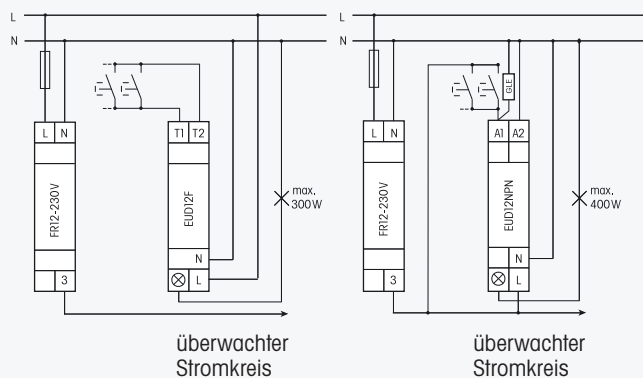 L
N
L N
FR12-230V
3
T1 T2
EUD12F
N
L
max.
300W
überwachter
Stromkreis
L
N
L N
FR12-230V
3
GLE
A1 A2
EUD12NPN
N
L
max.
400W
überwachter
Stromkreis